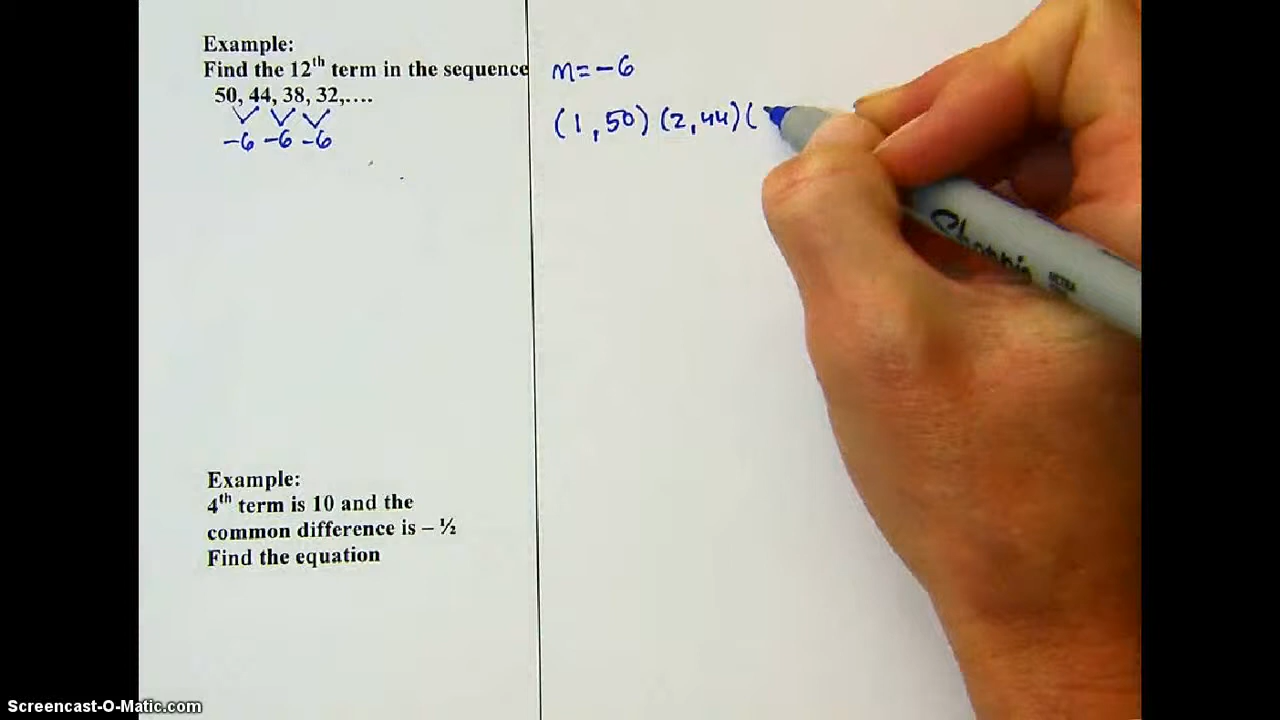 Example:
Find the 12th term in the sequence
50, 44, 38, 32,....
-6 -6 -6
m=-6
(1,50)(2,44)(
Sharpie
Example:
4th term is 10 and the
common difference is – ½
Find the equation
Screencast-O-Matic.com